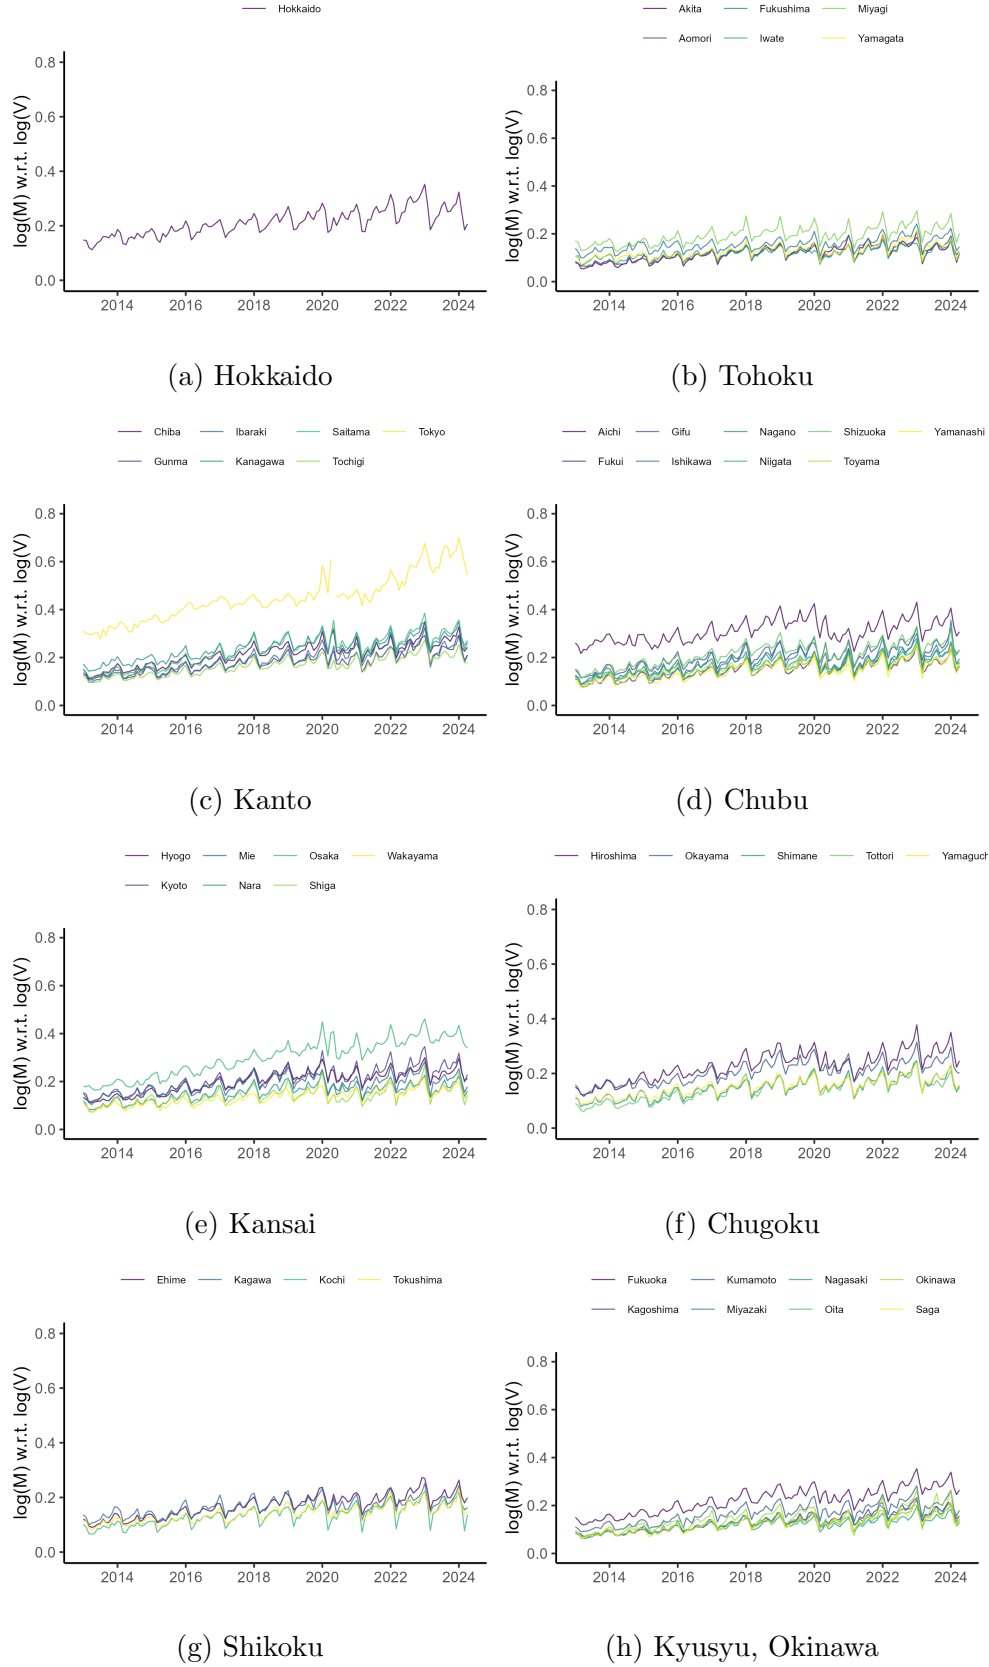 Hokkaido
log(M) w.r.t. log(V)
0.8
0.6
0.4
0.2
0.0
2014 2016 2018 2020 2022 2024
(a) Hokkaido
Akita Fukushima Miyagi
Aomori Iwate Yamagata
log(M) w.r.t. log(V)
0.8
0.6
0.4
0.2
0.0
2014 2016 2018 2020 2022 2024
(b) Tohoku
Chiba Ibaraki Saitama Tokyo
Gunma Kanagawa Tochigi
log(M) w.r.t. log(V)
0.8
0.6
0.4
0.2
0.0
2014 2016 2018 2020 2022 2024
(c) Kanto
Aichi Gifu Nagano Shizuoka Yamanashi
Fukui Ishikawa Niigata Toyama
log(M) w.r.t. log(V)
0.8
0.6
0.4
0.2
0.0
2014 2016 2018 2020 2022 2024
(d) Chubu
Hyogo Mie Osaka Wakayama
Kyoto Nara Shiga
log(M) w.r.t. log(V)
0.8
0.6
0.4
0.2
0.0
2014 2016 2018 2020 2022 2024
(e) Kansai
Hiroshima Okayama Shimane Tottori Yamaguch
log(M) w.r.t. log(V)
0.8
0.6
0.4
0.2
0.0
2014 2016 2018 2020 2022 2024
(f) Chugoku
Ehime Kagawa Kochi Tokushima
log(M) w.r.t. log(V)
0.8
0.6
0.4
0.2
0.0
2014 2016 2018 2020 2022 2024
(g) Shikoku
Fukuoka Kumamoto Nagasaki Okinawa
Kagoshima Miyazaki Oita Saga
log(M) w.r.t. log(V)
0.8
0.6
0.4
0.2
0.0
2014 2016 2018 2020 2022 2024
(h) Kyusyu, Okinawa